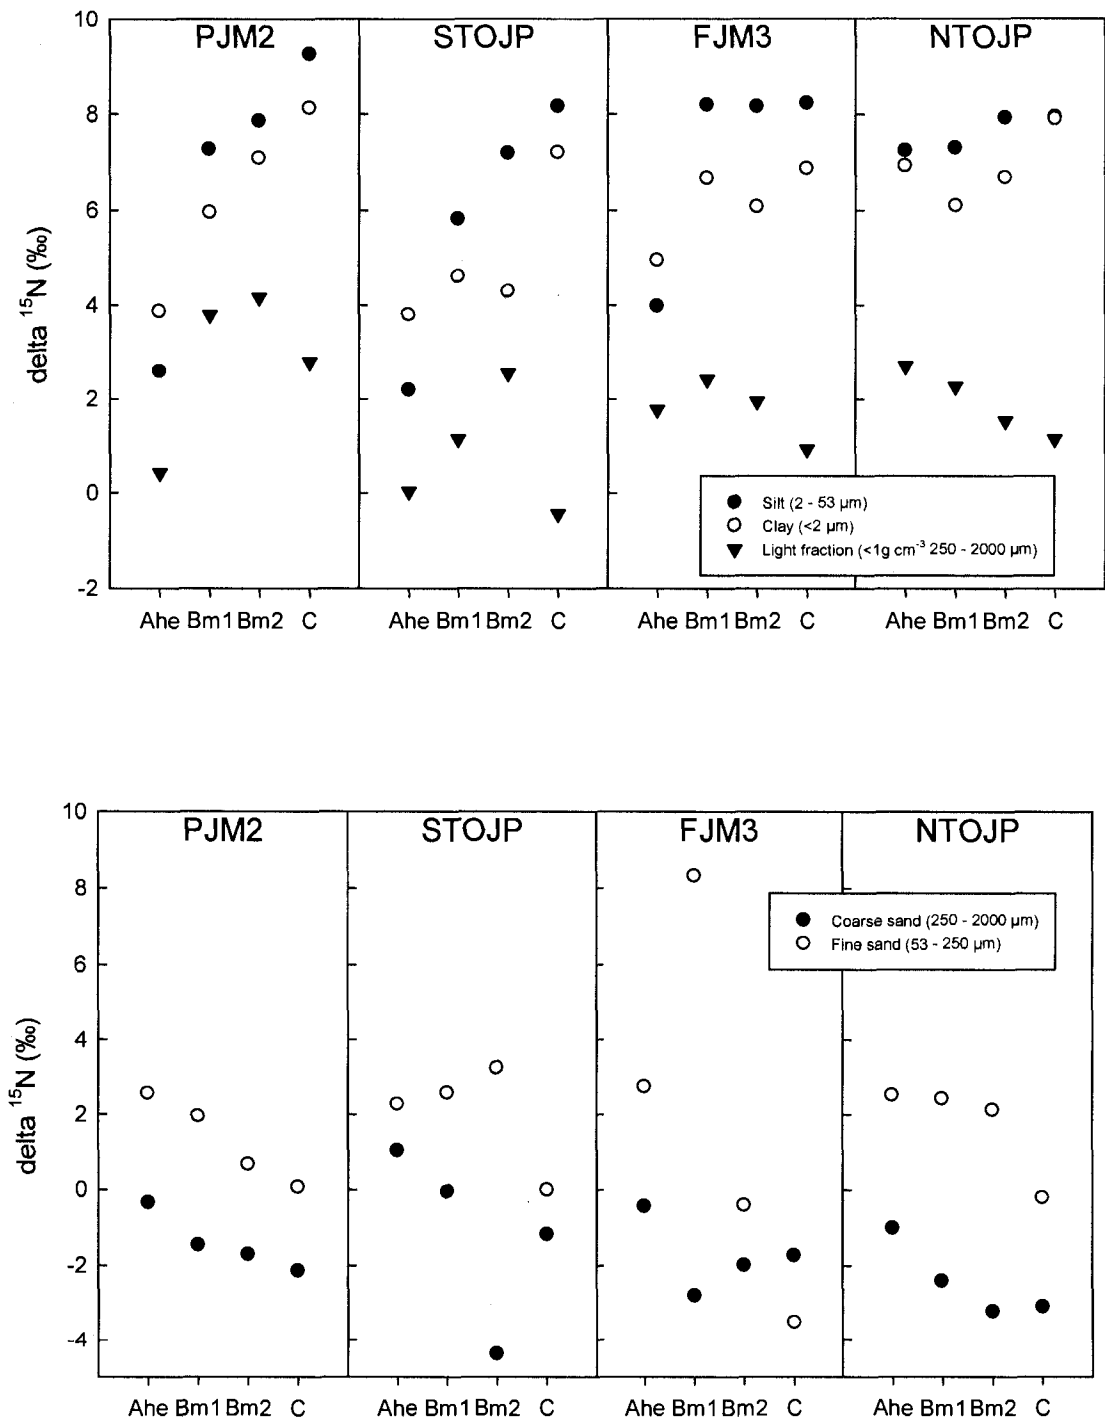 PJM2 STOJP FJM3 NTOJP
10
8
6
4
2
0
-2
delta ¹⁵N (‰)
Silt (2 - 53 µm)
Clay (<2 µm)
Light fraction (<1g cm⁻³ 250 - 2000 µm)
Ahe Bm1 Bm2 C Ahe Bm1 Bm2 C Ahe Bm1 Bm2 C Ahe Bm1 Bm2 C
PJM2 STOJP FJM3 NTOJP
10
8
6
4
2
0
-2
-4
delta ¹⁵N (‰)
Coarse sand (250 - 2000 µm)
Fine sand (53 - 250 µm)
Ahe Bm1 Bm2 C Ahe Bm1 Bm2 C Ahe Bm1 Bm2 C Ahe Bm1 Bm2 C